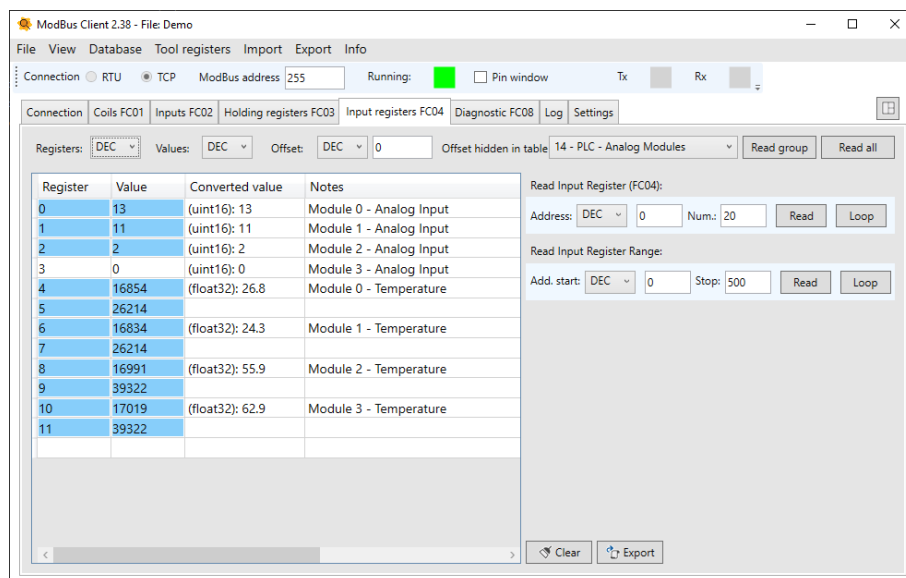 ModBus Client 2.38 - File: Demo
File View Database Tool registers Import Export Info
Connection RTU TCP ModBus address 255 Running: Pin window Tx Rx
Connection Coils FC01 Inputs FC02 Holding registers FC03 Input registers FC04 Diagnostic FC08 Log Settings
Registers: DEC Values: DEC Offset: DEC 0 Offset hidden in table 14 - PLC - Analog Modules Read group Read all
Register Value Converted value Notes
0 13 (uint16): 13 Module 0 - Analog Input
1 11 (uint16): 11 Module 1 - Analog Input
2 2 (uint16): 2 Module 2 - Analog Input
3 0 (uint16): 0 Module 3 - Analog Input
4 16854 (float32): 26.8 Module 0 - Temperature
5 26214
6 16834 (float32): 24.3 Module 1 - Temperature
7 26214
8 16991 (float32): 55.9 Module 2 - Temperature
9 39322
10 17019 (float32): 62.9 Module 3 - Temperature
11 39322
Read Input Register (FC04):
Address: DEC 0 Num.: 20 Read Loop
Read Input Register Range:
Add. start: DEC 0 Stop: 500 Read Loop
Clear Export